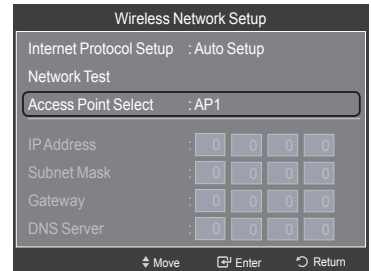 Wireless Network Setup
Internet Protocol Setup : Auto Setup
Network Test
Access Point Select : AP1
IP Address : 0 0 0 0
Subnet Mask : 0 0 0 0
Gateway : 0 0 0 0
DNS Server : 0 0 0 0
Move Enter Return